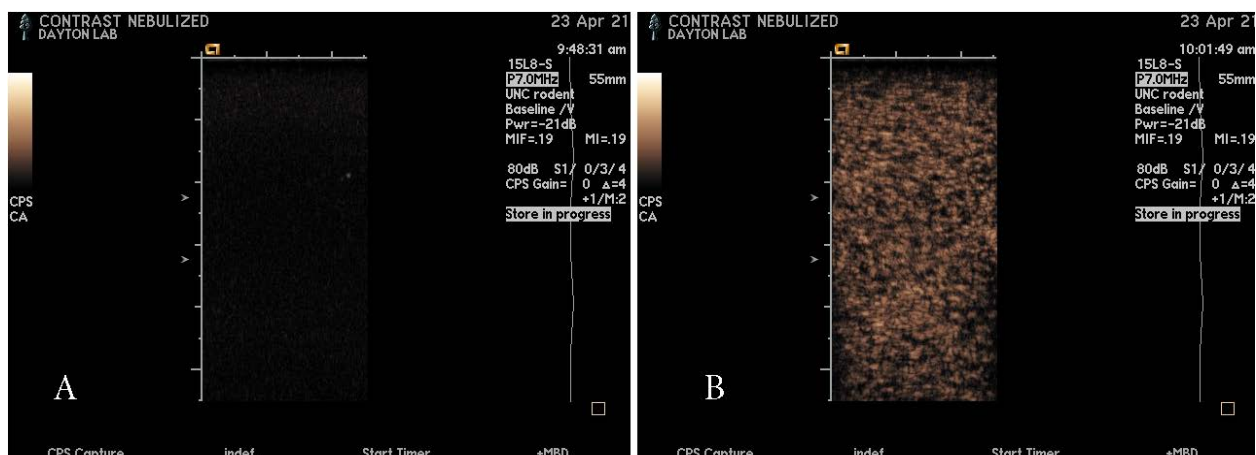 CONTRAST NEBULIZED
DAYTON LAB
23 Apr 21
9:48:31 am
15L8-S
P7.0MHz 55mm
UNC rodent
Baseline /V
Pwr=-21dB
MIF=.19 MI=.19
80dB S1/ 0/3/4
CPS Gain= 0 ▵=4
+1/M:2
Store in progress
CPS
CA
A
CPS Capture indef Start Timer +MBD
CONTRAST NEBULIZED
DAYTON LAB
23 Apr 21
10:01:49 am
15L8-S
P7.0MHz 55mm
UNC rodent
Baseline /V
Pwr=-21dB
MIF=.19 MI=.19
80dB S1/ 0/3/4
CPS Gain= 0 ▵=4
+1/M:2
Store in progress
CPS
CA
B
CPS Capture indef Start Timer +MBD